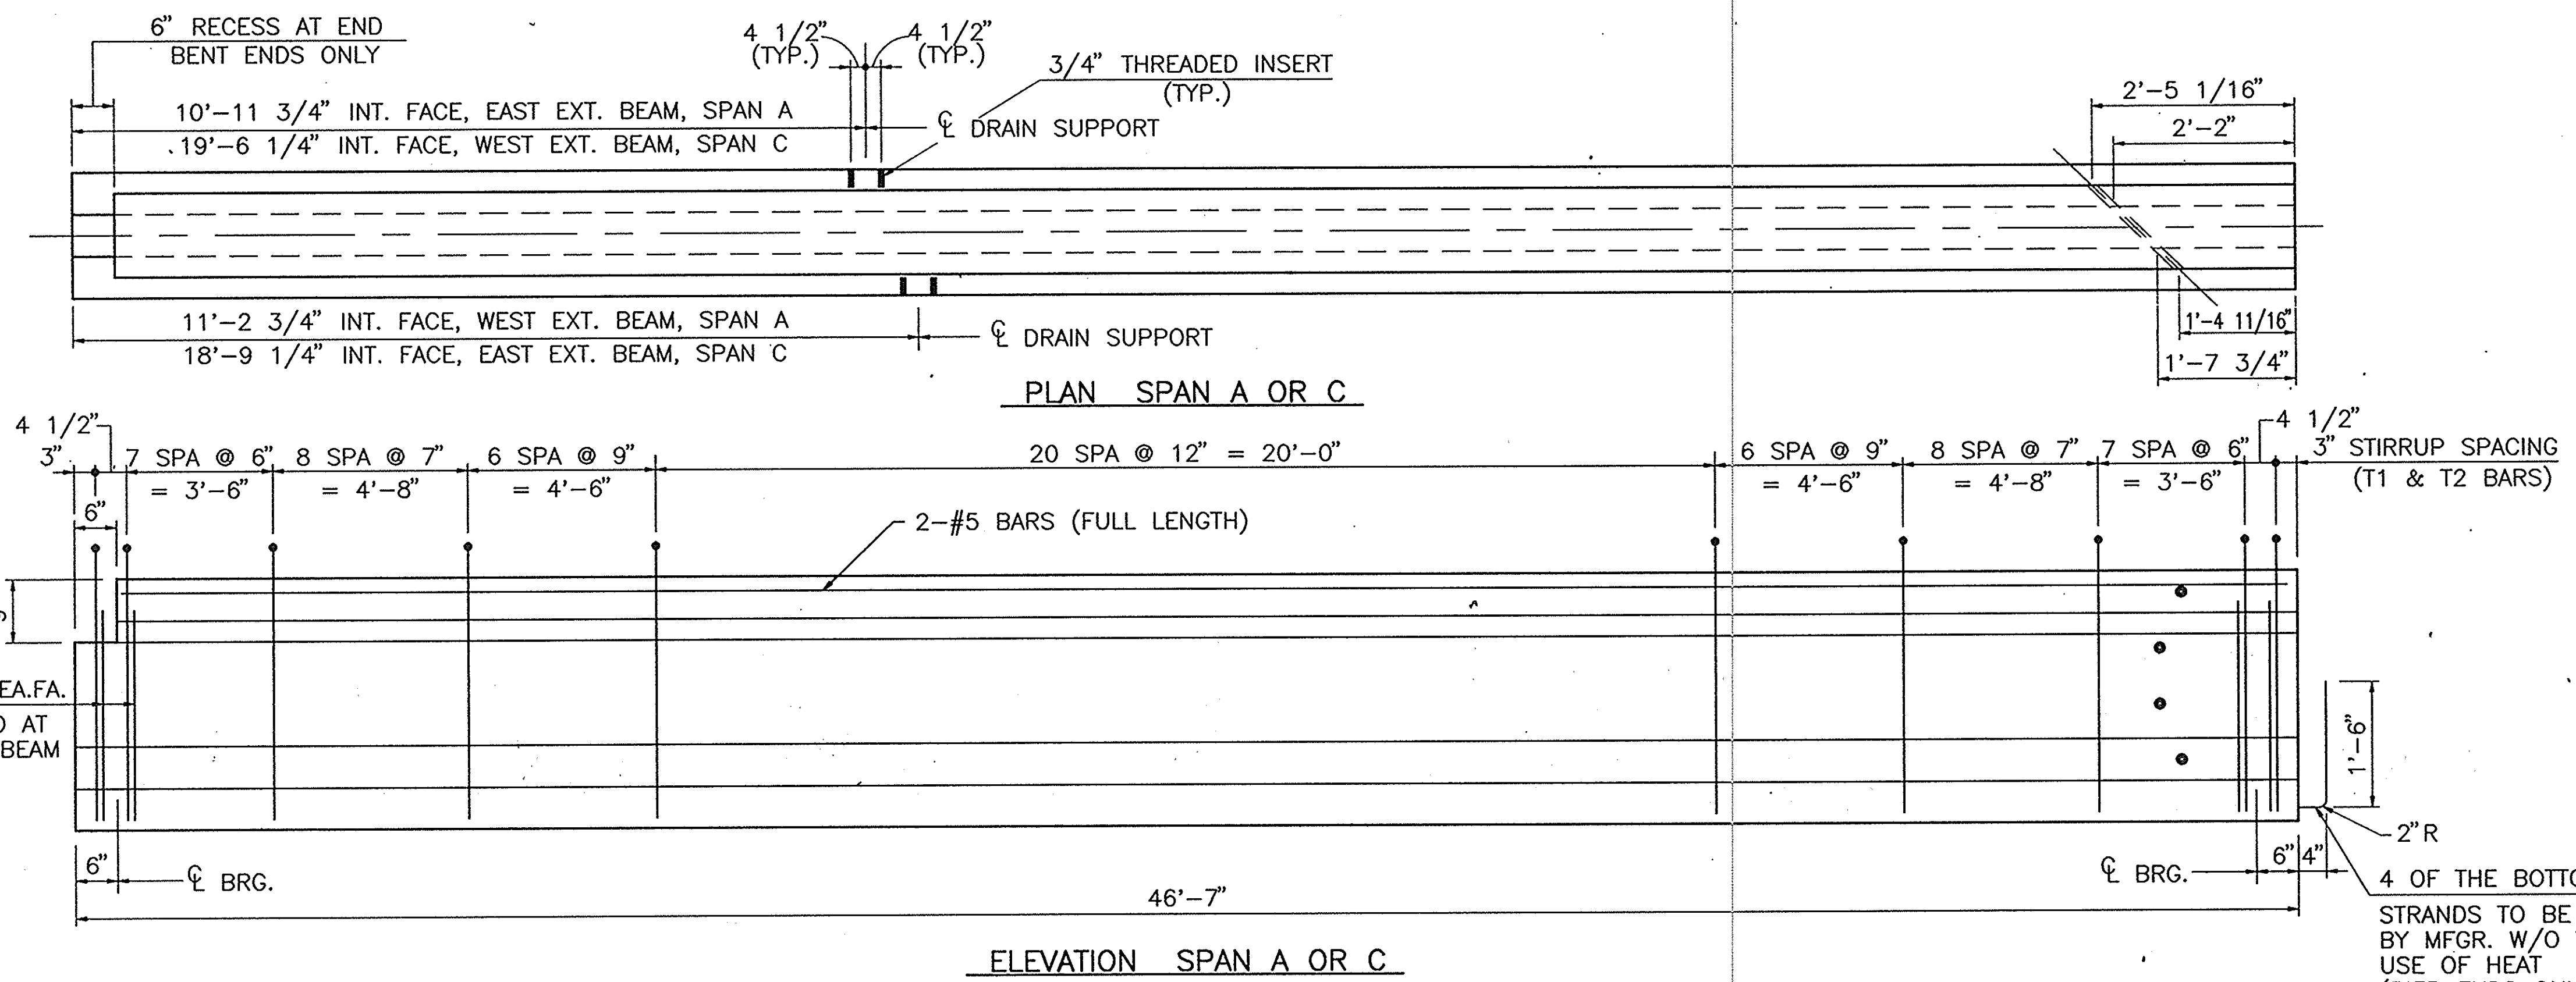 6" RECESS AT END
BENT ENDS ONLY
4 1/2"
(TYP.)
4 1/2"
(TYP.)
3/4" THREADED INSERT
(TYP.)
10'-11 3/4" INT. FACE, EAST EXT. BEAM, SPAN A
19'-6 1/4" INT. FACE, WEST EXT. BEAM, SPAN C
℄ DRAIN SUPPORT
2'-5 1/16"
2'-2"
11'-2 3/4" INT. FACE, WEST EXT. BEAM, SPAN A
18'-9 1/4" INT. FACE, EAST EXT. BEAM, SPAN C
℄ DRAIN SUPPORT
1'-4 11/16"
1'-7 3/4"
PLAN SPAN A OR C
4 1/2"
3"
7 SPA @ 6"
= 3'-6"
8 SPA @ 7"
= 4'-8"
6 SPA @ 9"
= 4'-6"
20 SPA @ 12" = 20'-0"
6 SPA @ 9"
= 4'-6"
8 SPA @ 7"
= 4'-8"
7 SPA @ 6"
= 3'-6"
4 1/2"
3" STIRRUP SPACING
(T1 & T2 BARS)
6"
2-#5 BARS (FULL LENGTH)
EA.FA.
AT
BEAM
1'-6"
2"R
6"
℄ BRG.
℄ BRG.
6"
4"
46'-7"
4 OF THE
STRANDS TO BE
BY MFGR. W/O
USE OF HEAT
ELEVATION SPAN A OR C